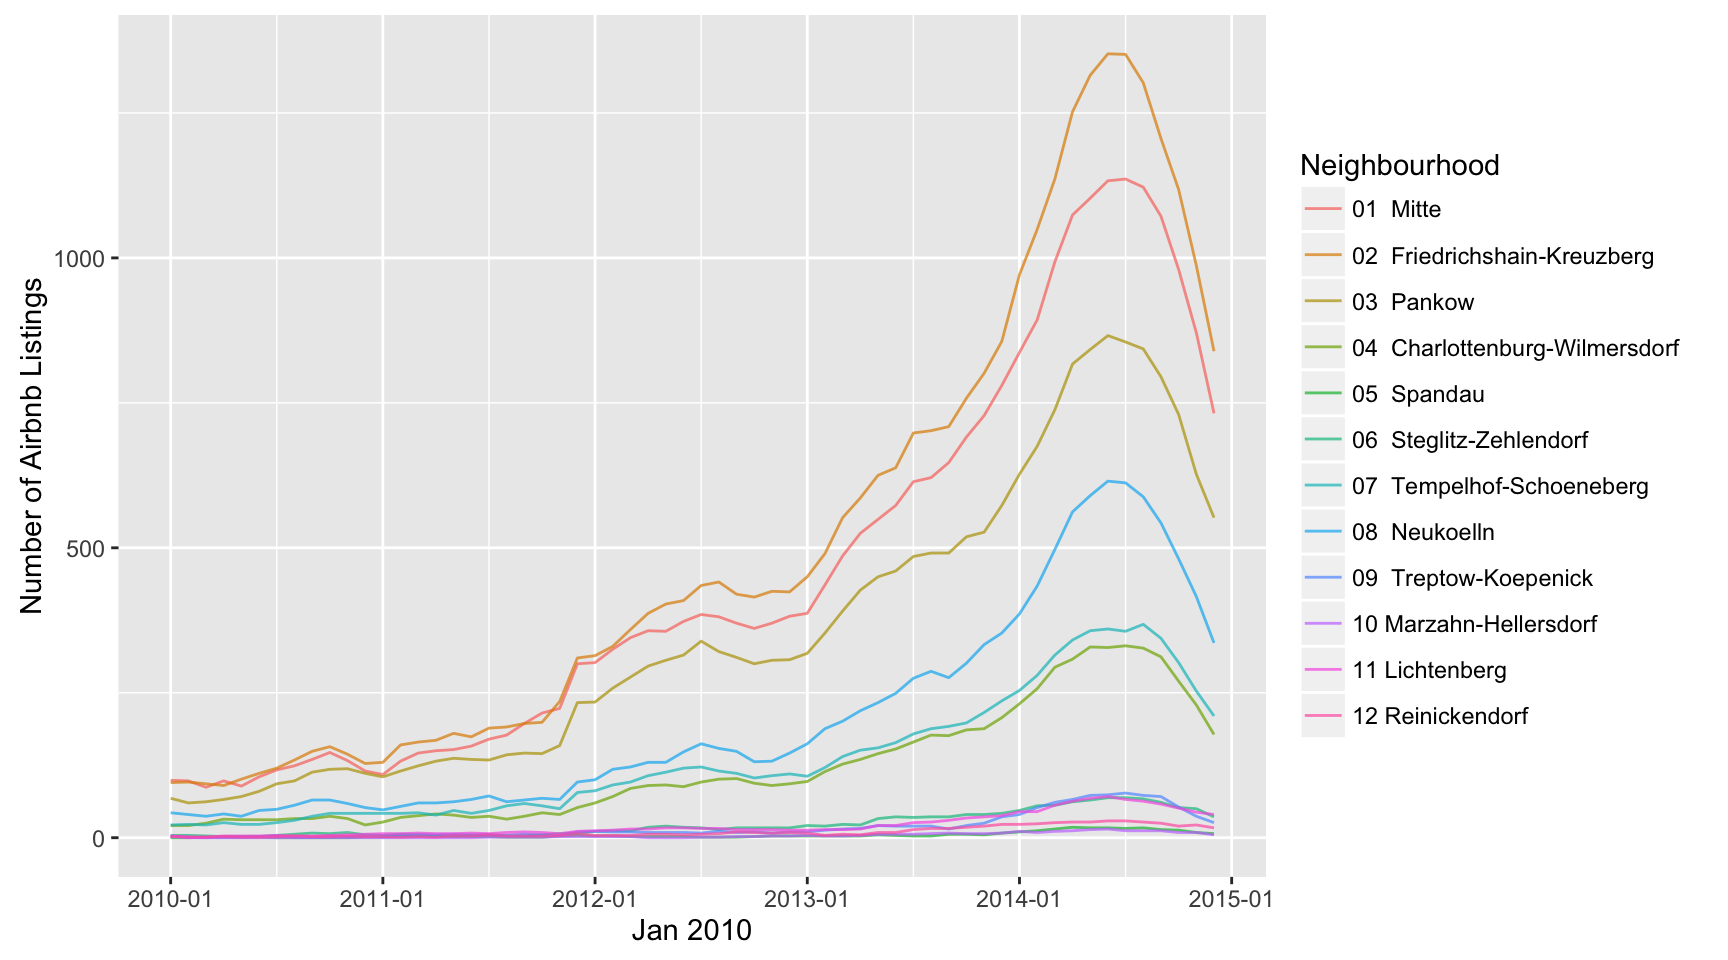 Number of Airbnb Listings
1000
500
0
2010-01 2011-01 2012-01 2013-01 2014-01 2015-01
Jan 2010
Neighbourhood
01  Mitte
02  Friedrichshain-Kreuzberg
03  Pankow
04  Charlottenburg-Wilmersdorf
05  Spandau
06  Steglitz-Zehlendorf
07  Tempelhof-Schoeneberg
08  Neukoelln
09  Treptow-Koepenick
10 Marzahn-Hellersdorf
11 Lichtenberg
12 Reinickendorf